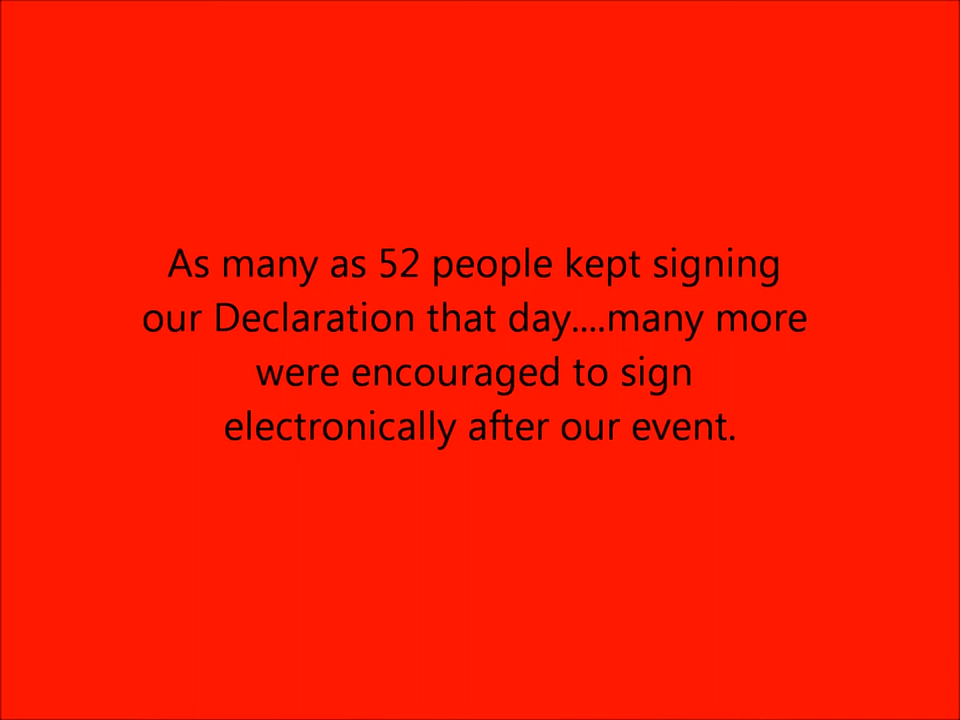 As many as 52 people kept signing
our Declaration that day....many more
were encouraged to sign
electronically after our event.